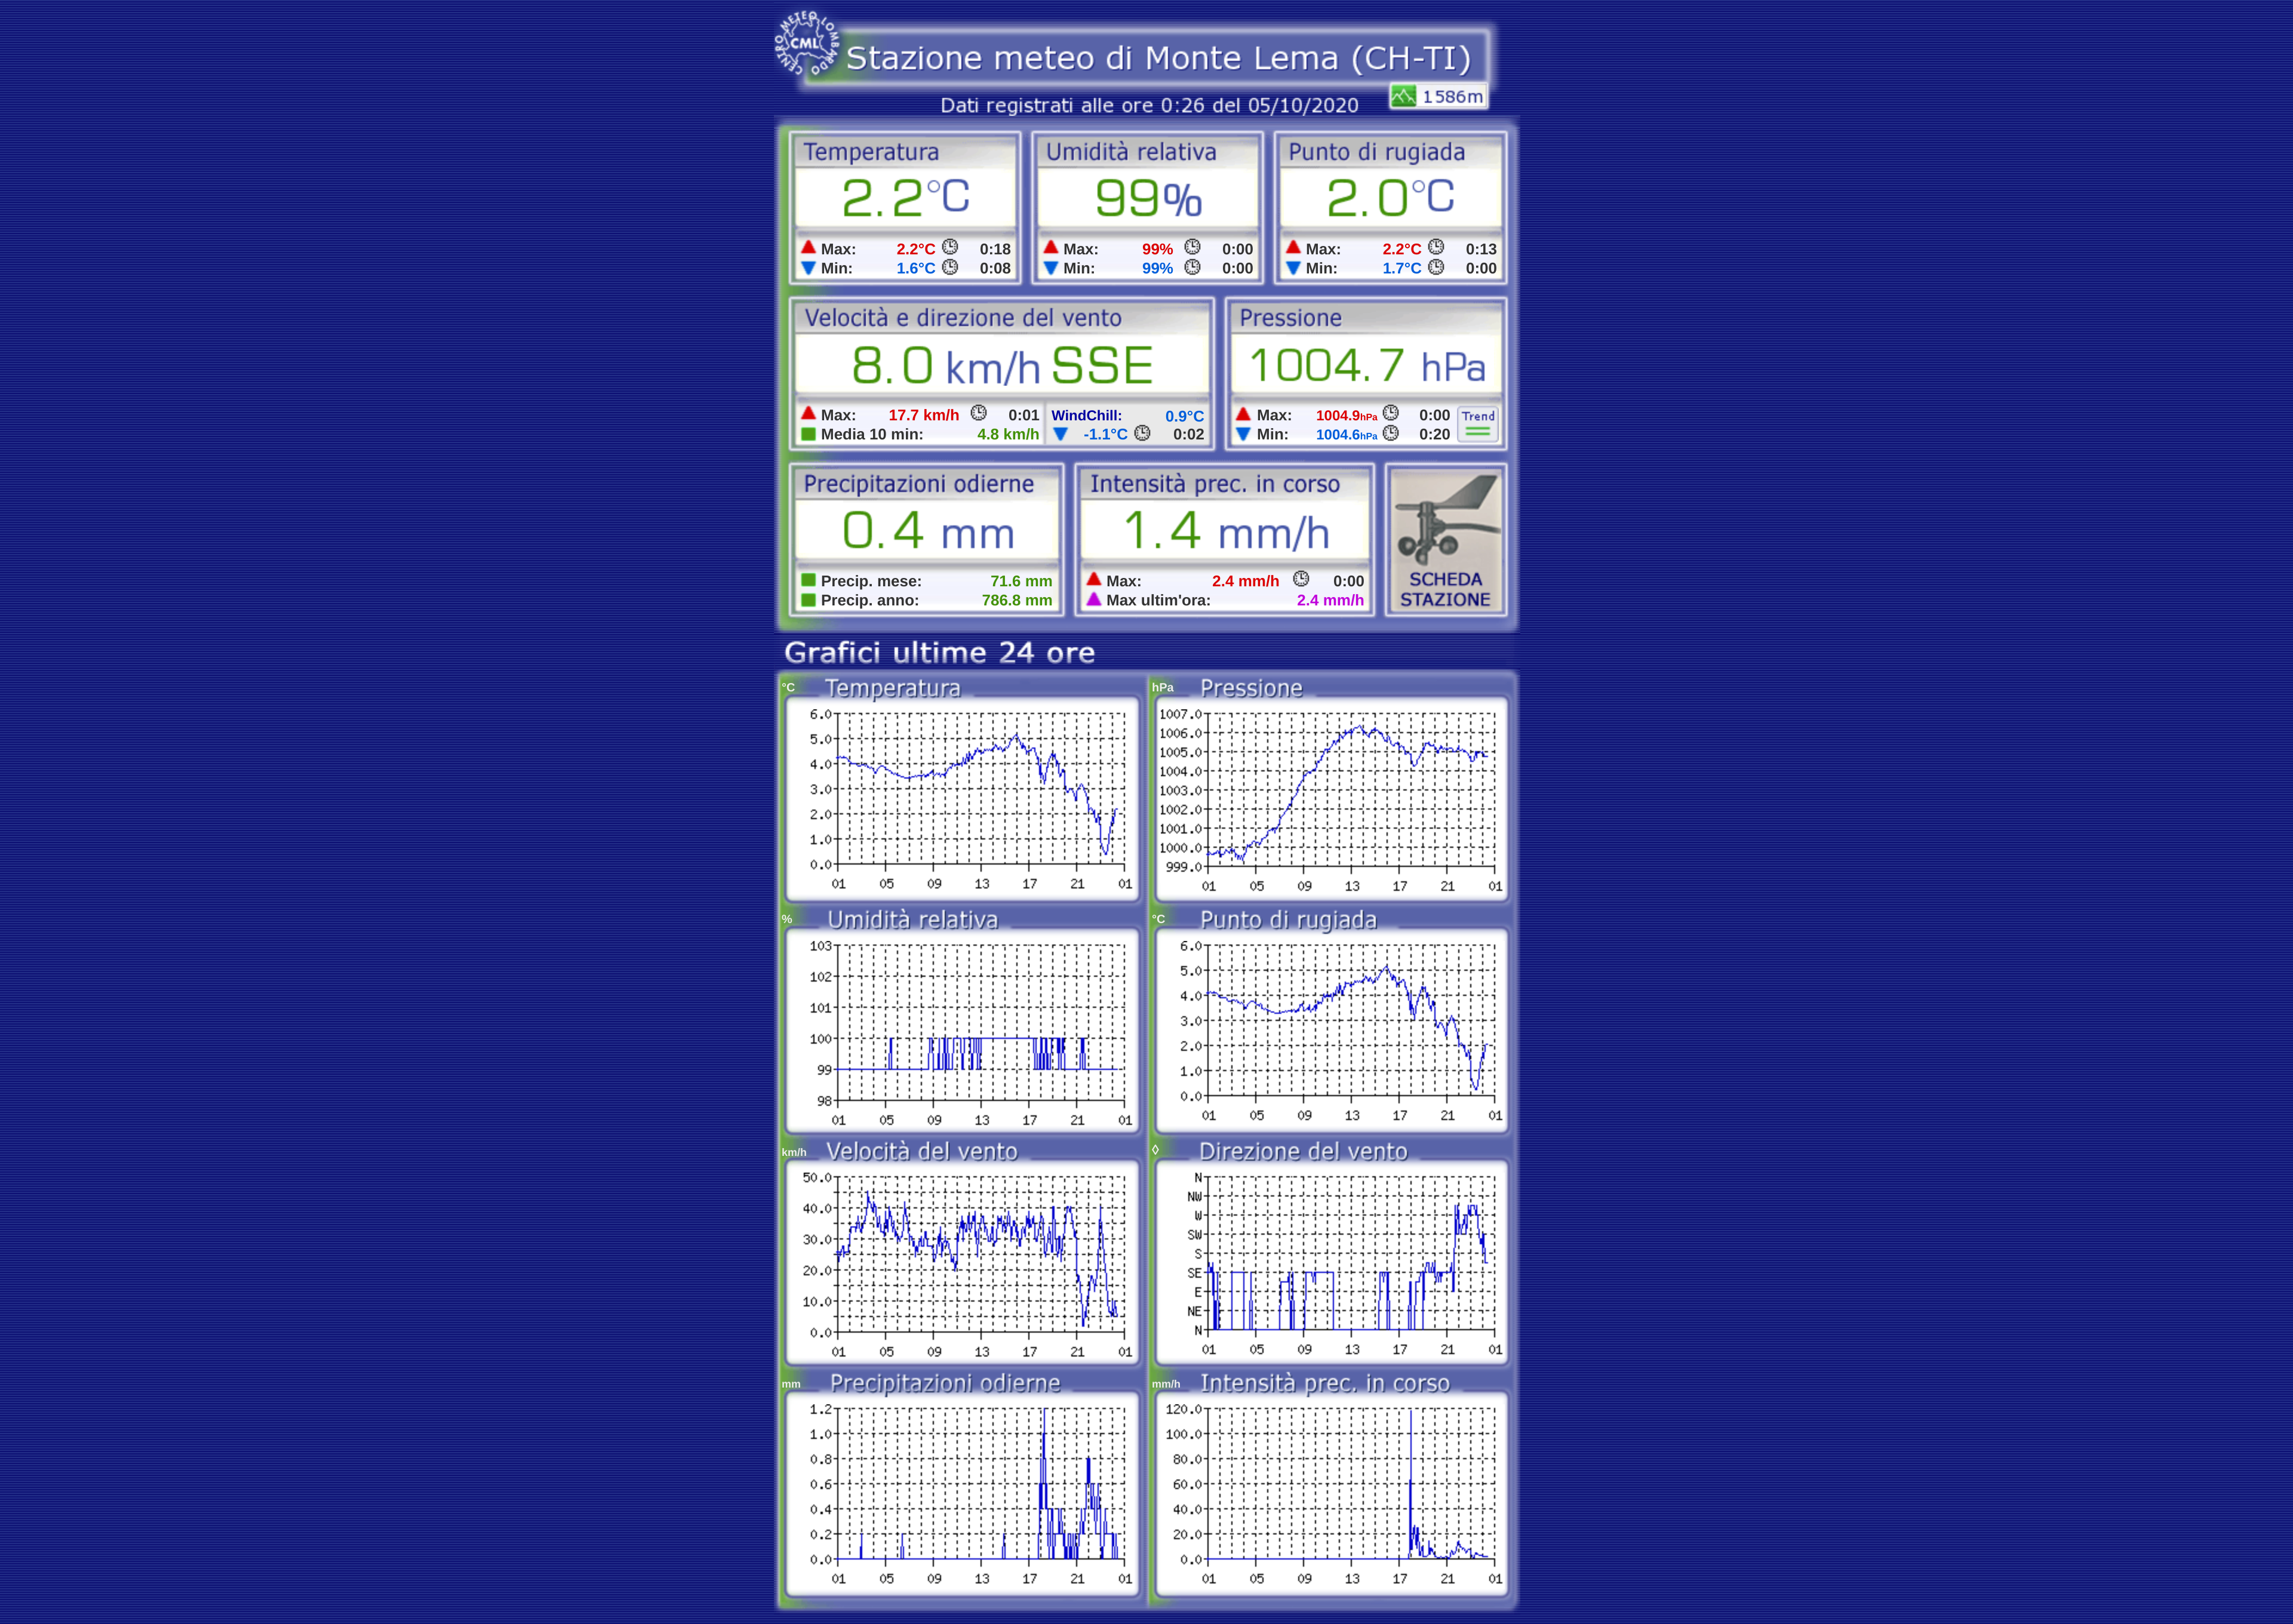 CENTRO METEO LOMBARDO
CML
Stazione meteo di Monte Lema (CH-TI)
Dati registrati alle ore 0:26 del 05/10/2020
1586m
Temperatura
2.2°C
Max: 2.2°C 0:18
Min: 1.6°C 0:08
Umidità relativa
99%
Max: 99% 0:00
Min: 99% 0:00
Punto di rugiada
2.0°C
Max: 2.2°C 0:13
Min: 1.7°C 0:00
Velocità e direzione del vento
8.0 km/h SSE
Max: 17.7 km/h 0:01
Media 10 min: 4.8 km/h
WindChill: 0.9°C
-1.1°C 0:02
Pressione
1004.7 hPa
Max: 1004.9hPa 0:00
Min: 1004.6hPa 0:20
Trend
Precipitazioni odierne
0.4 mm
Precip. mese: 71.6 mm
Precip. anno: 786.8 mm
Intensità prec. in corso
1.4 mm/h
Max: 2.4 mm/h 0:00
Max ultim'ora: 2.4 mm/h
SCHEDA
STAZIONE
Grafici ultime 24 ore
°C Temperatura
6.0
5.0
4.0
3.0
2.0
1.0
0.0
01 05 09 13 17 21 01
hPa Pressione
1007.0
1006.0
1005.0
1004.0
1003.0
1002.0
1001.0
1000.0
999.0
01 05 09 13 17 21 01
% Umidità relativa
103
102
101
100
99
98
01 05 09 13 17 21 01
°C Punto di rugiada
6.0
5.0
4.0
3.0
2.0
1.0
0.0
01 05 09 13 17 21 01
km/h Velocità del vento
50.0
40.0
30.0
20.0
10.0
0.0
01 05 09 13 17 21 01
◊ Direzione del vento
N
NW
W
SW
S
SE
E
NE
N
01 05 09 13 17 21 01
mm Precipitazioni odierne
1.2
1.0
0.8
0.6
0.4
0.2
0.0
01 05 09 13 17 21 01
mm/h Intensità prec. in corso
120.0
100.0
80.0
60.0
40.0
20.0
0.0
01 05 09 13 17 21 01